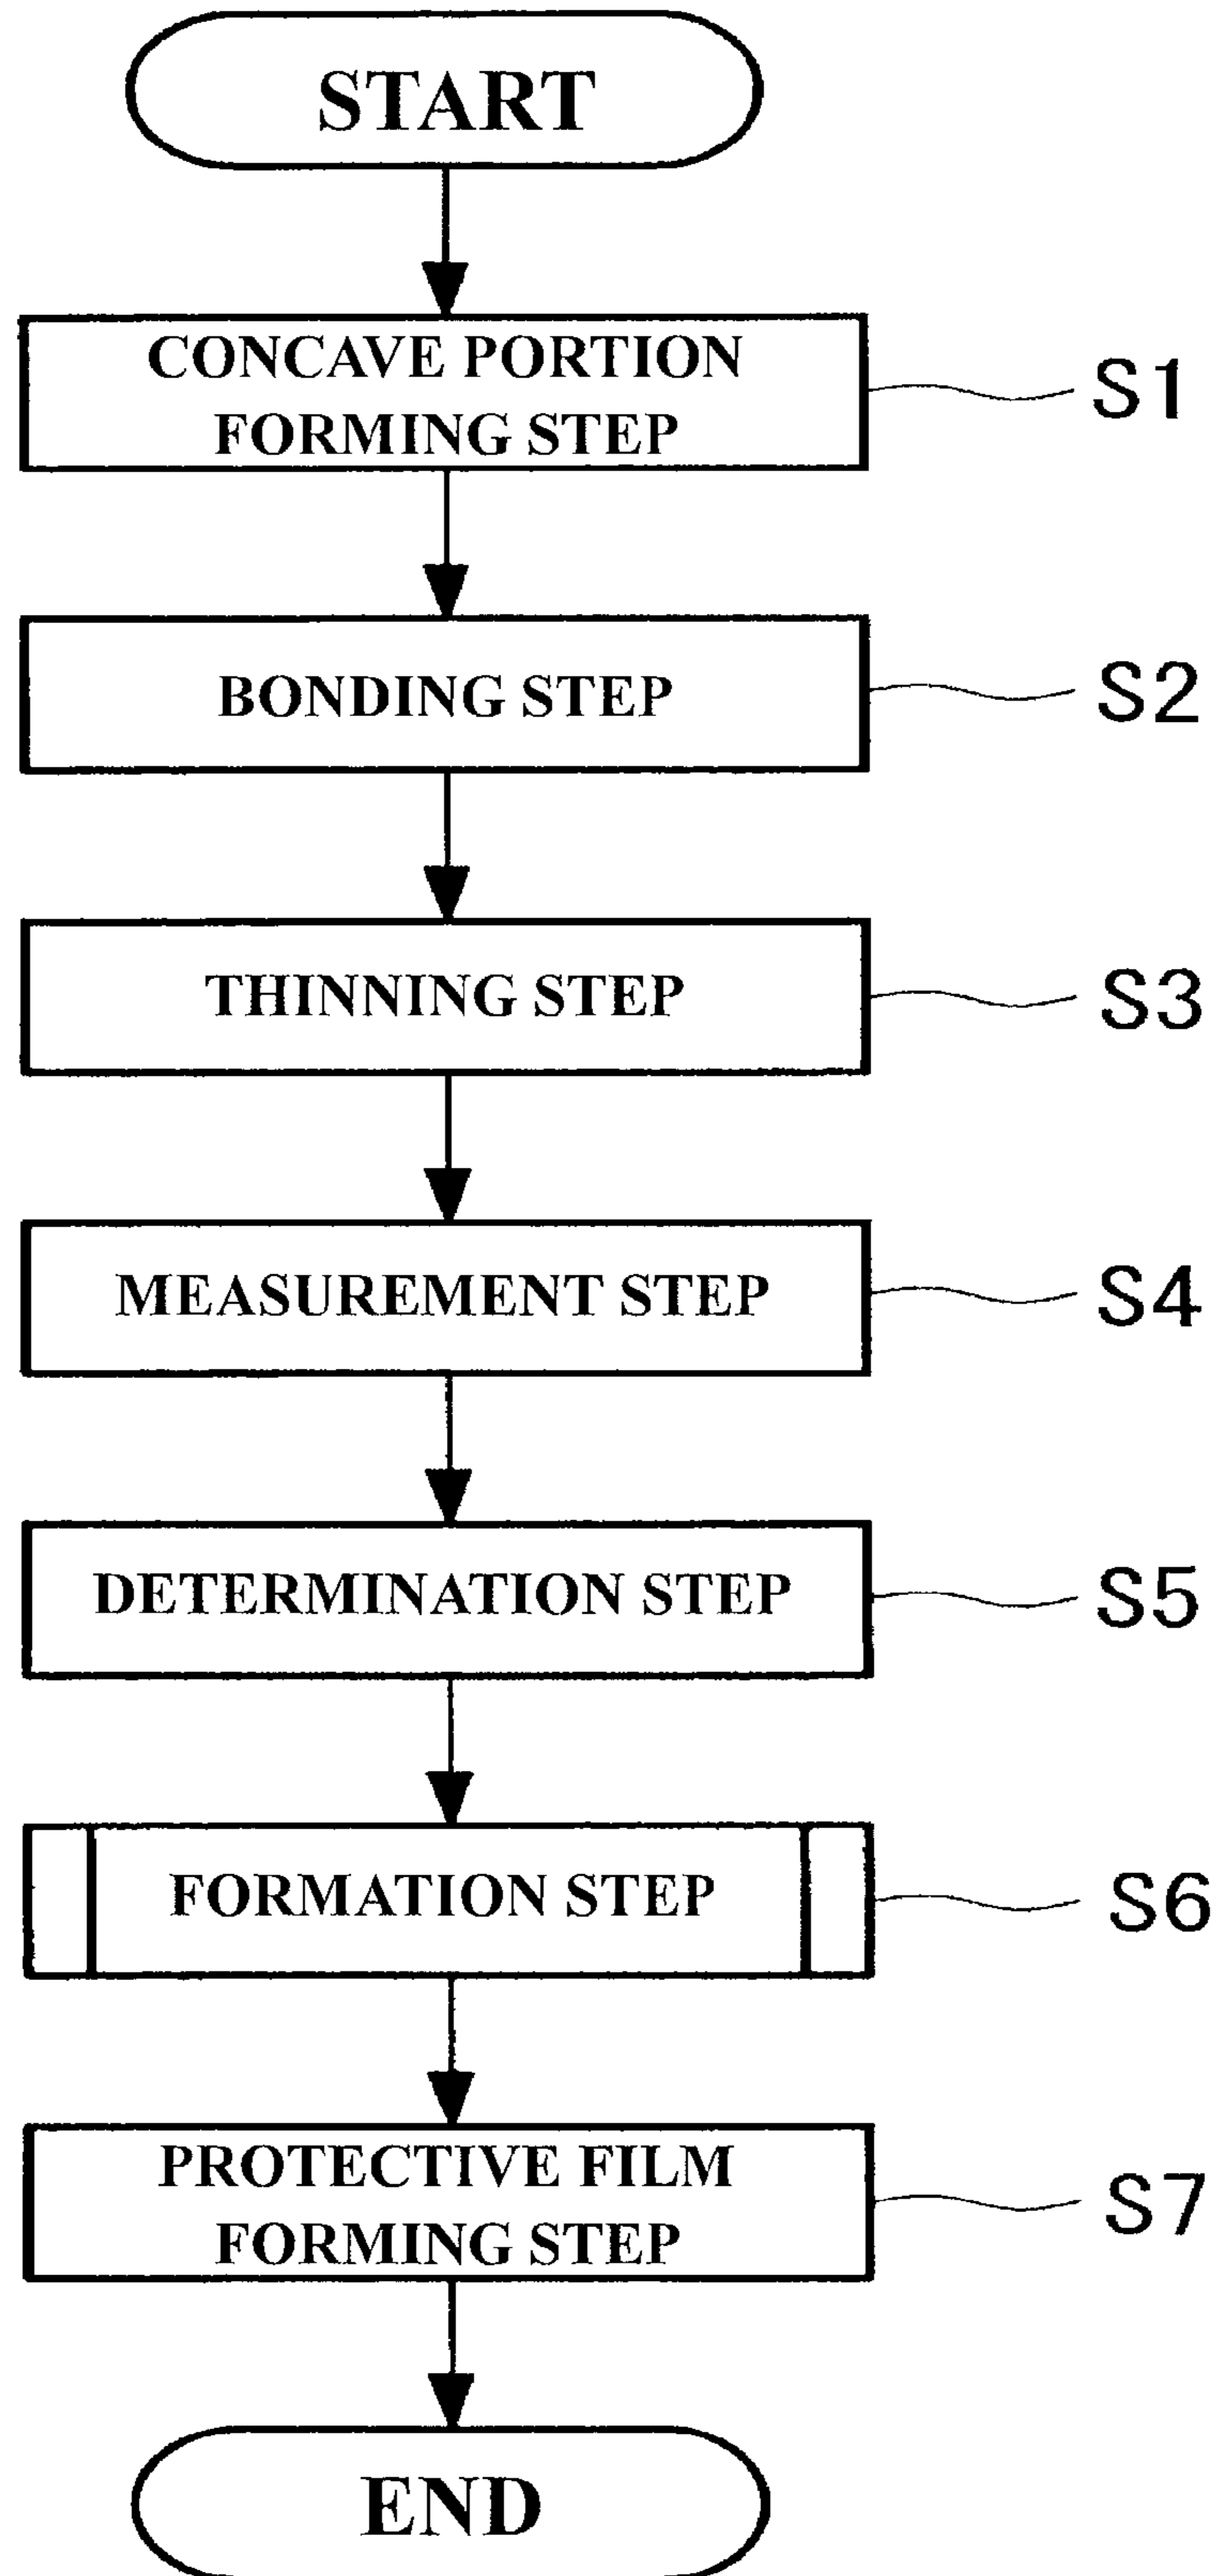 START
CONCAVE PORTION
FORMING STEP
S1
BONDING STEP
S2
THINNING STEP
S3
MEASUREMENT STEP
S4
DETERMINATION STEP
S5
FORMATION STEP
S6
PROTECTIVE FILM
FORMING STEP
S7
END